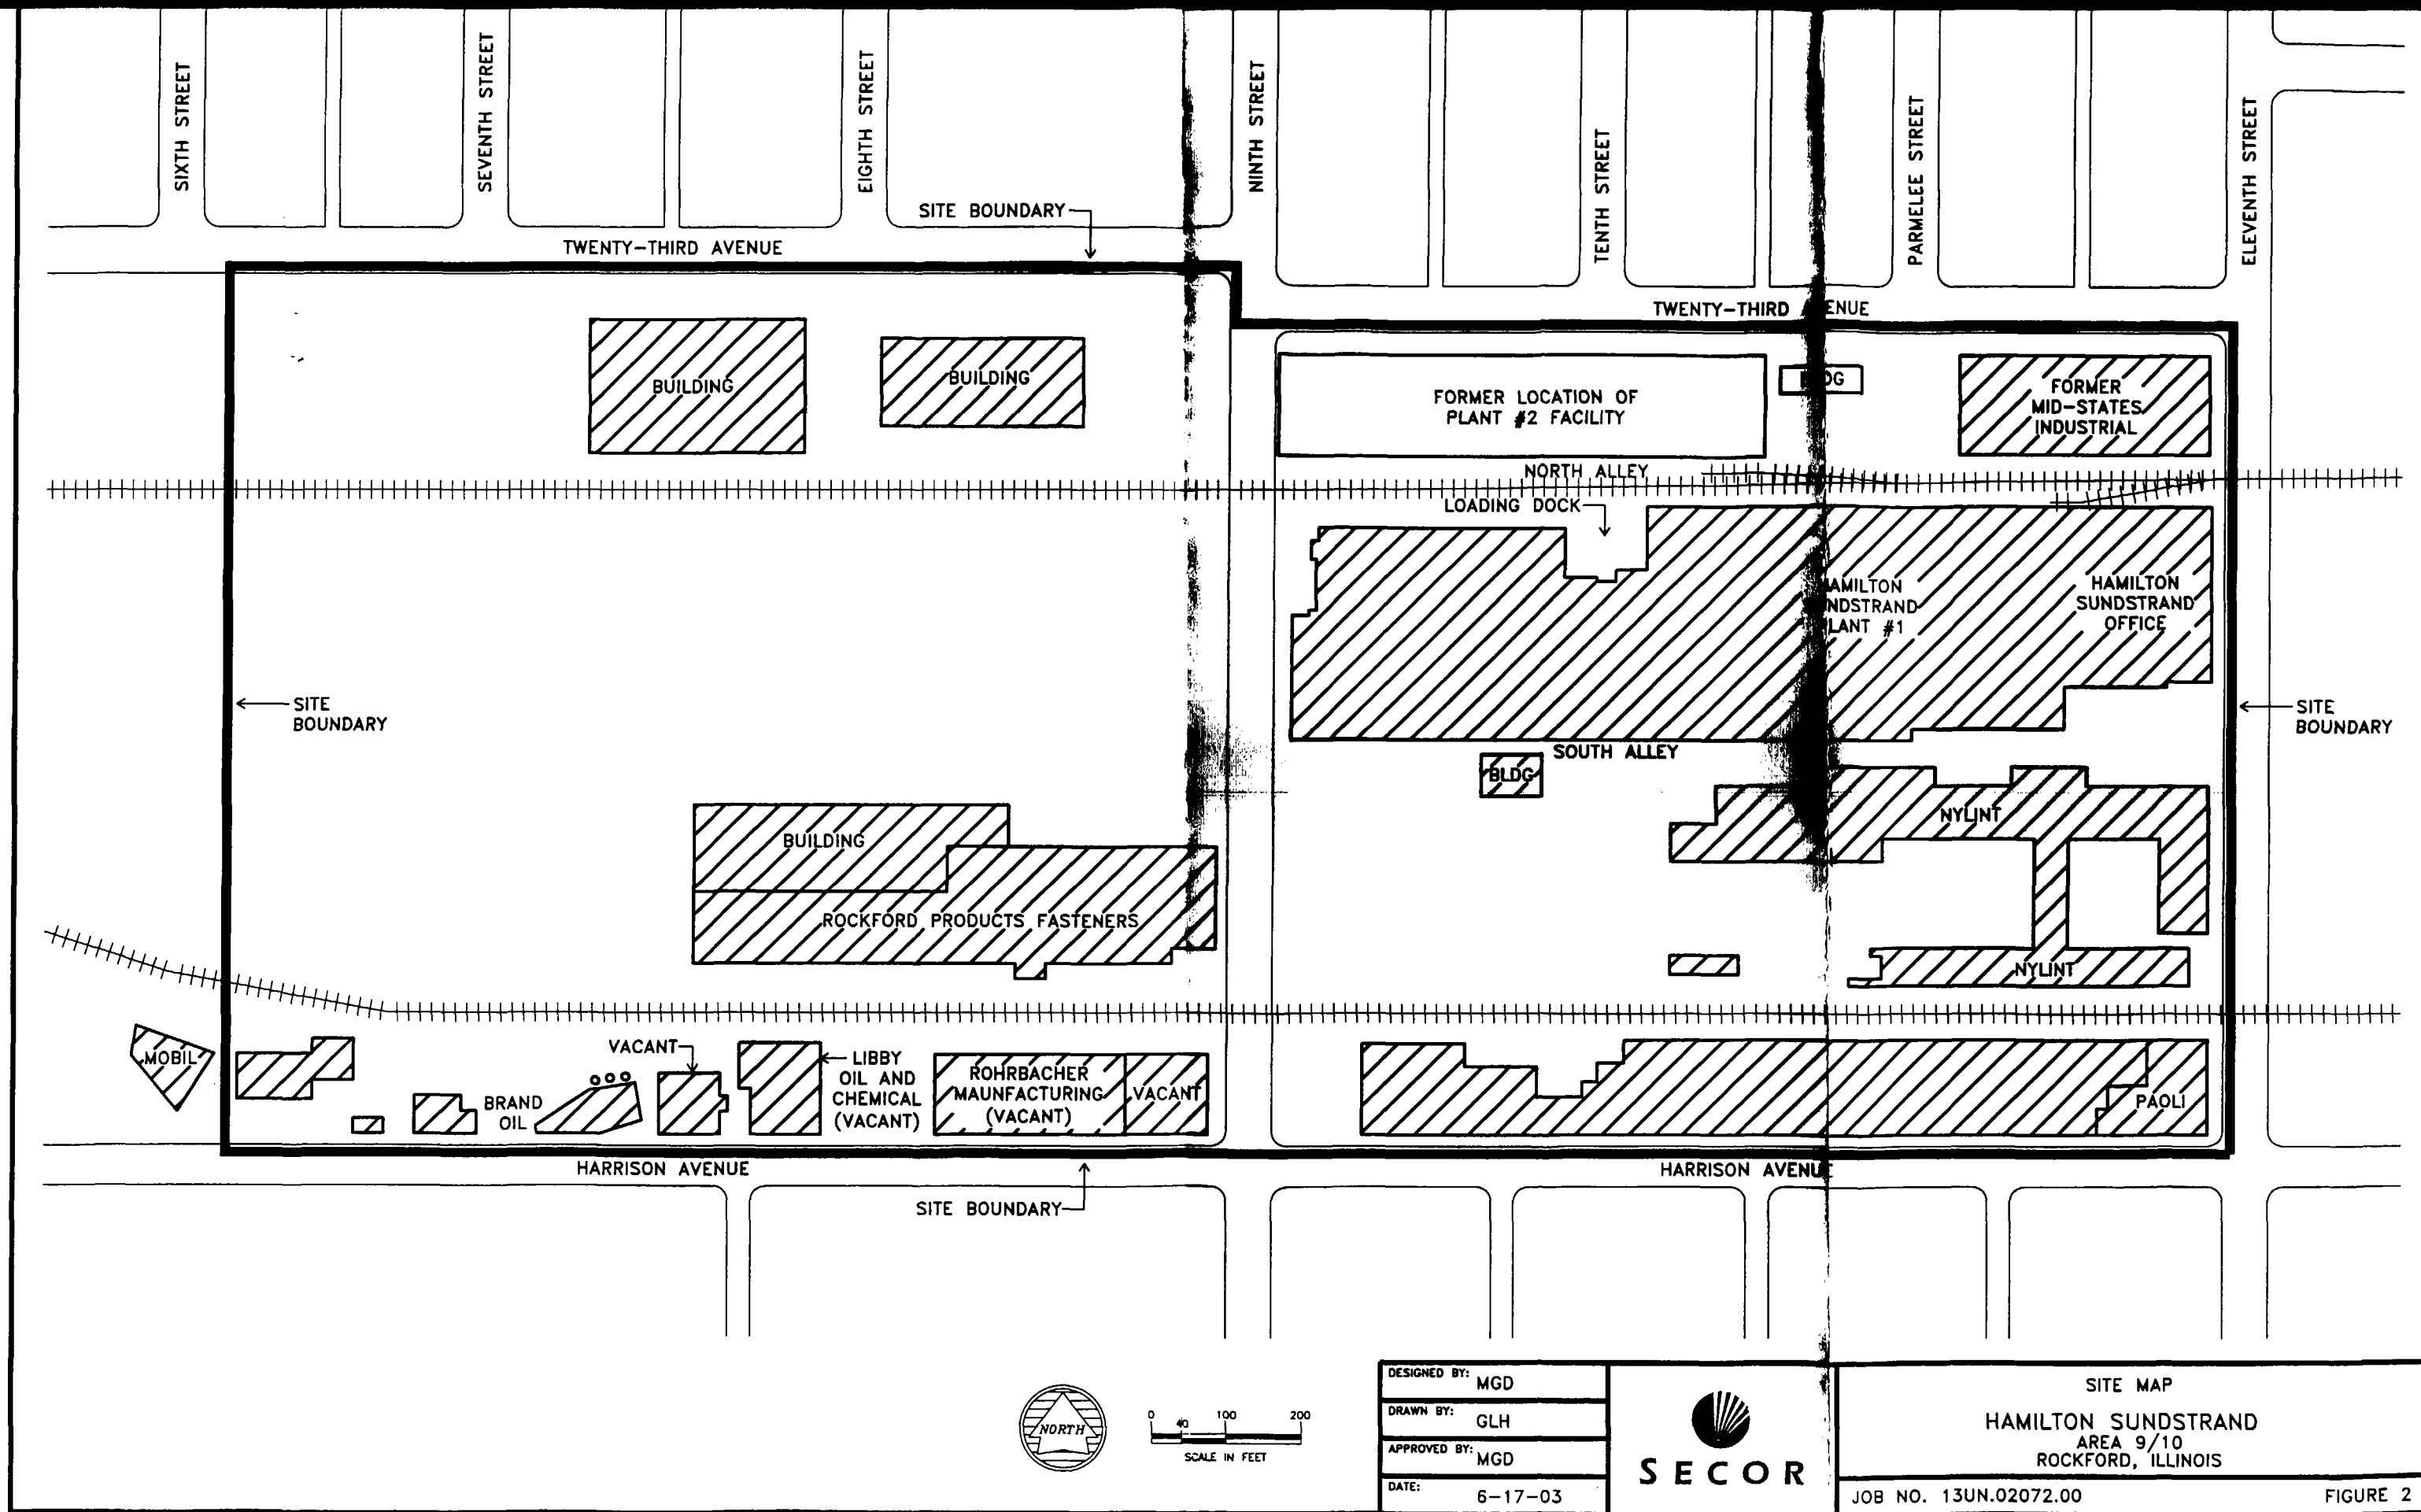 SIXTH STREET
SEVENTH STREET
EIGHTH STREET
NINTH STREET
TENTH STREET
PARMELEE STREET
ELEVENTH STREET
SITE BOUNDARY
TWENTY-THIRD AVENUE
TWENTY-THIRD
BUILDING
BUILDING
FORMER LOCATION OF
PLANT #2 FACILITY
FORMER
MID-STATES
INDUSTRIAL
NORTH ALLEY
LOADING DOCK
HAMILTON
PLANT #1
HAMILTON
SUNDSTRAND
OFFICE
SITE
BOUNDARY
SITE
BOUNDARY
SOUTH ALLEY
BLDG
NYLINT
BUILDING
ROCKFORD PRODUCTS FASTENERS
NYLINT
MOBIL
BRAND
OIL
VACANT
LIBBY
OIL AND
CHEMICAL
(VACANT)
ROHRBACHER
MAUNFACTURING
(VACANT)
VACANT
PAOLI
HARRISON AVENUE
HARRISON AVENUE
SITE BOUNDARY
NORTH
0 40 100 200
SCALE IN FEET
DESIGNED BY: MGD
DRAWN BY: GLH
APPROVED BY: MGD
DATE: 6-17-03
SECOR
SITE MAP
HAMILTON SUNDSTRAND
AREA 9/10
ROCKFORD, ILLINOIS
JOB NO. 13UN.02072.00
FIGURE 2